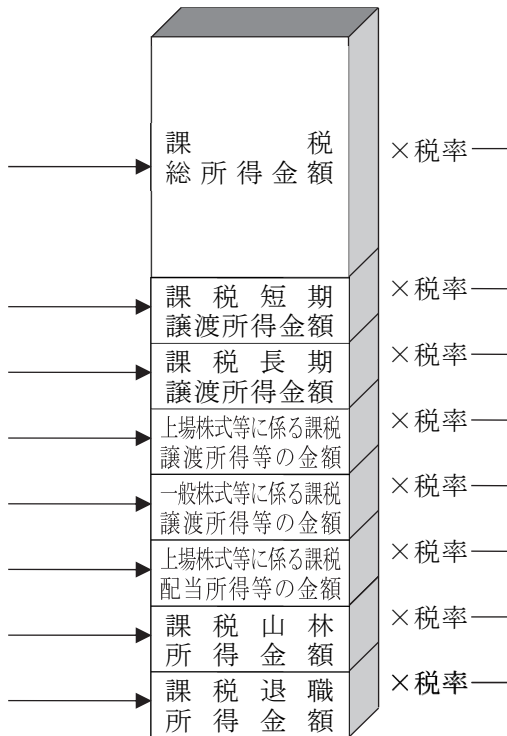 課税
総所得金額
×税率
課税短期
譲渡所得金額
×税率
課税長期
譲渡所得金額
×税率
上場株式等に係る課税
譲渡所得等の金額
×税率
一般株式等に係る課税
譲渡所得等の金額
×税率
上場株式等に係る課税
配当所得等の金額
×税率
課税山林
所得金額
×税率
課税退職
所得金額
×税率